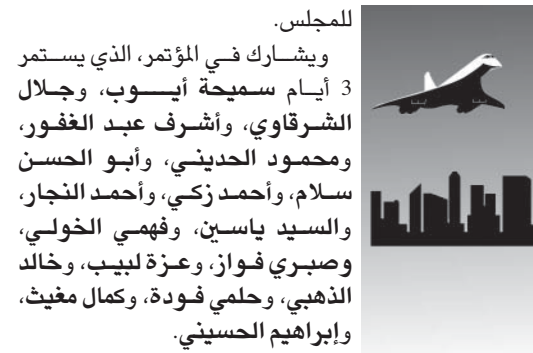 للمجلس.
ويشارك في المؤتمر، الذي يستمر
3 أيام سميحة أيوب، وجلال
الشرقاوي، وأشرف عبد الغفور،
ومحمود الحديني، وأبو الحسن
سلام، وأحمد زكي، وأحمد النجار،
والسيد ياسين، وفهمي الخولي،
وصبري فواز، وعزة لبيب، وخالد
الذهبي، وحلمي فودة، وكمال مغيث،
وإبراهيم الحسيني.